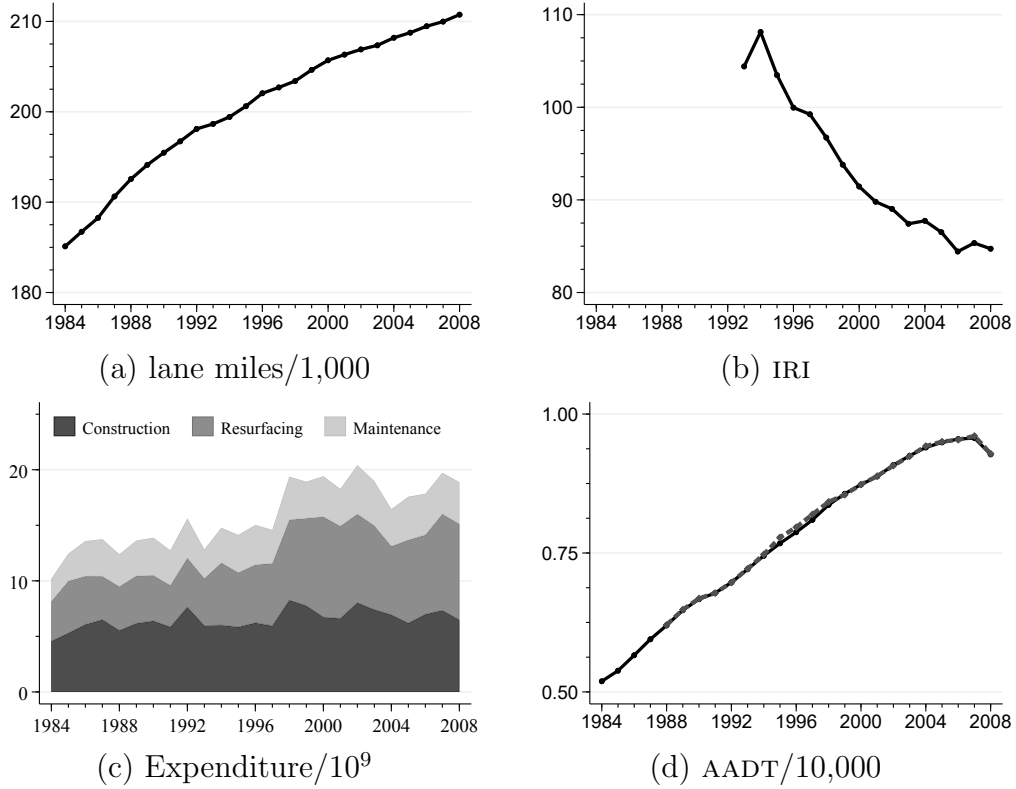 210
200
190
180
1984 1988 1992 1996 2000 2004 2008
(a) lane miles/1,000
110
100
90
80
1984 1988 1992 1996 2000 2004 2008
(b) IRI
Construction Resurfacing Maintenance
20
10
0
1984 1988 1992 1996 2000 2004 2008
(c) Expenditure/10⁹
1.00
0.75
0.50
1984 1988 1992 1996 2000 2004 2008
(d) AADT/10,000